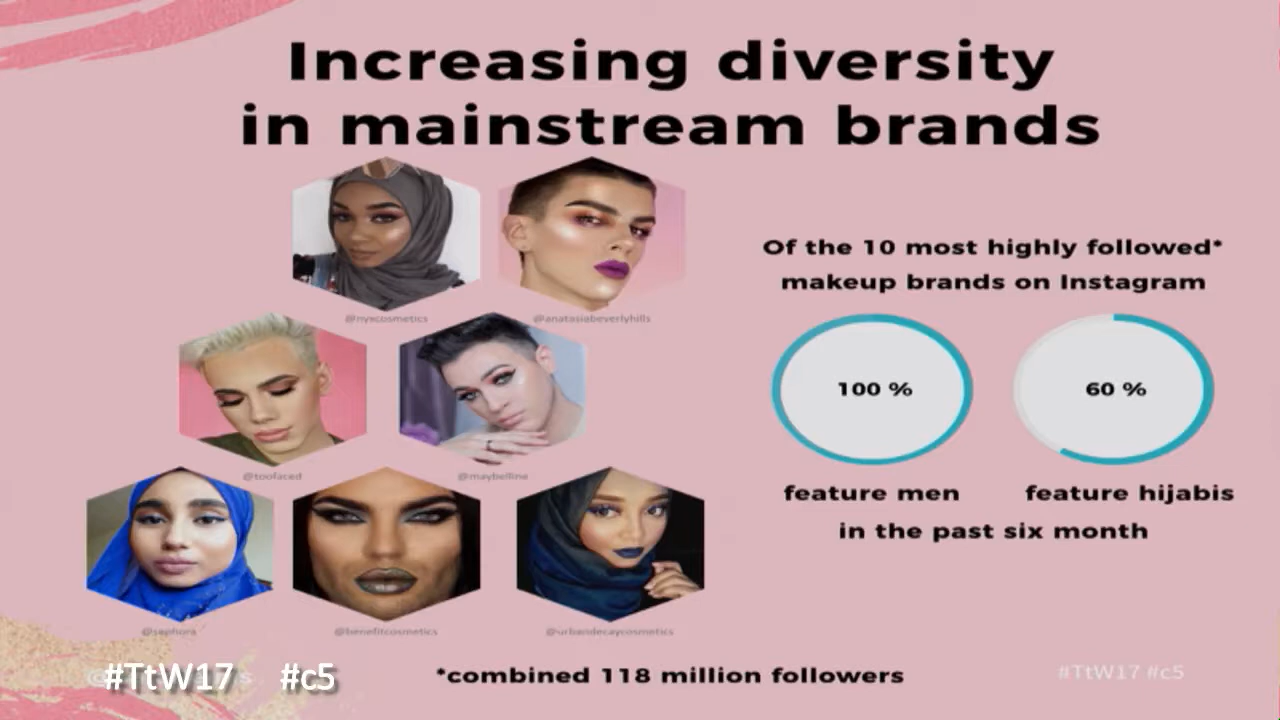 Increasing diversity
in mainstream brands
@nyxcosmetics
@anatasiabeverlyhills
Of the 10 most highly followed*
makeup brands on Instagram
100 %
60 %
@toofaced
@maybelline
feature men
feature hijabis
in the past six month
@sephora
@benefitcosmetics
@urbandecaycosmetics
#TtW17 #c5
*combined 118 million followers
#TtW17 #c5